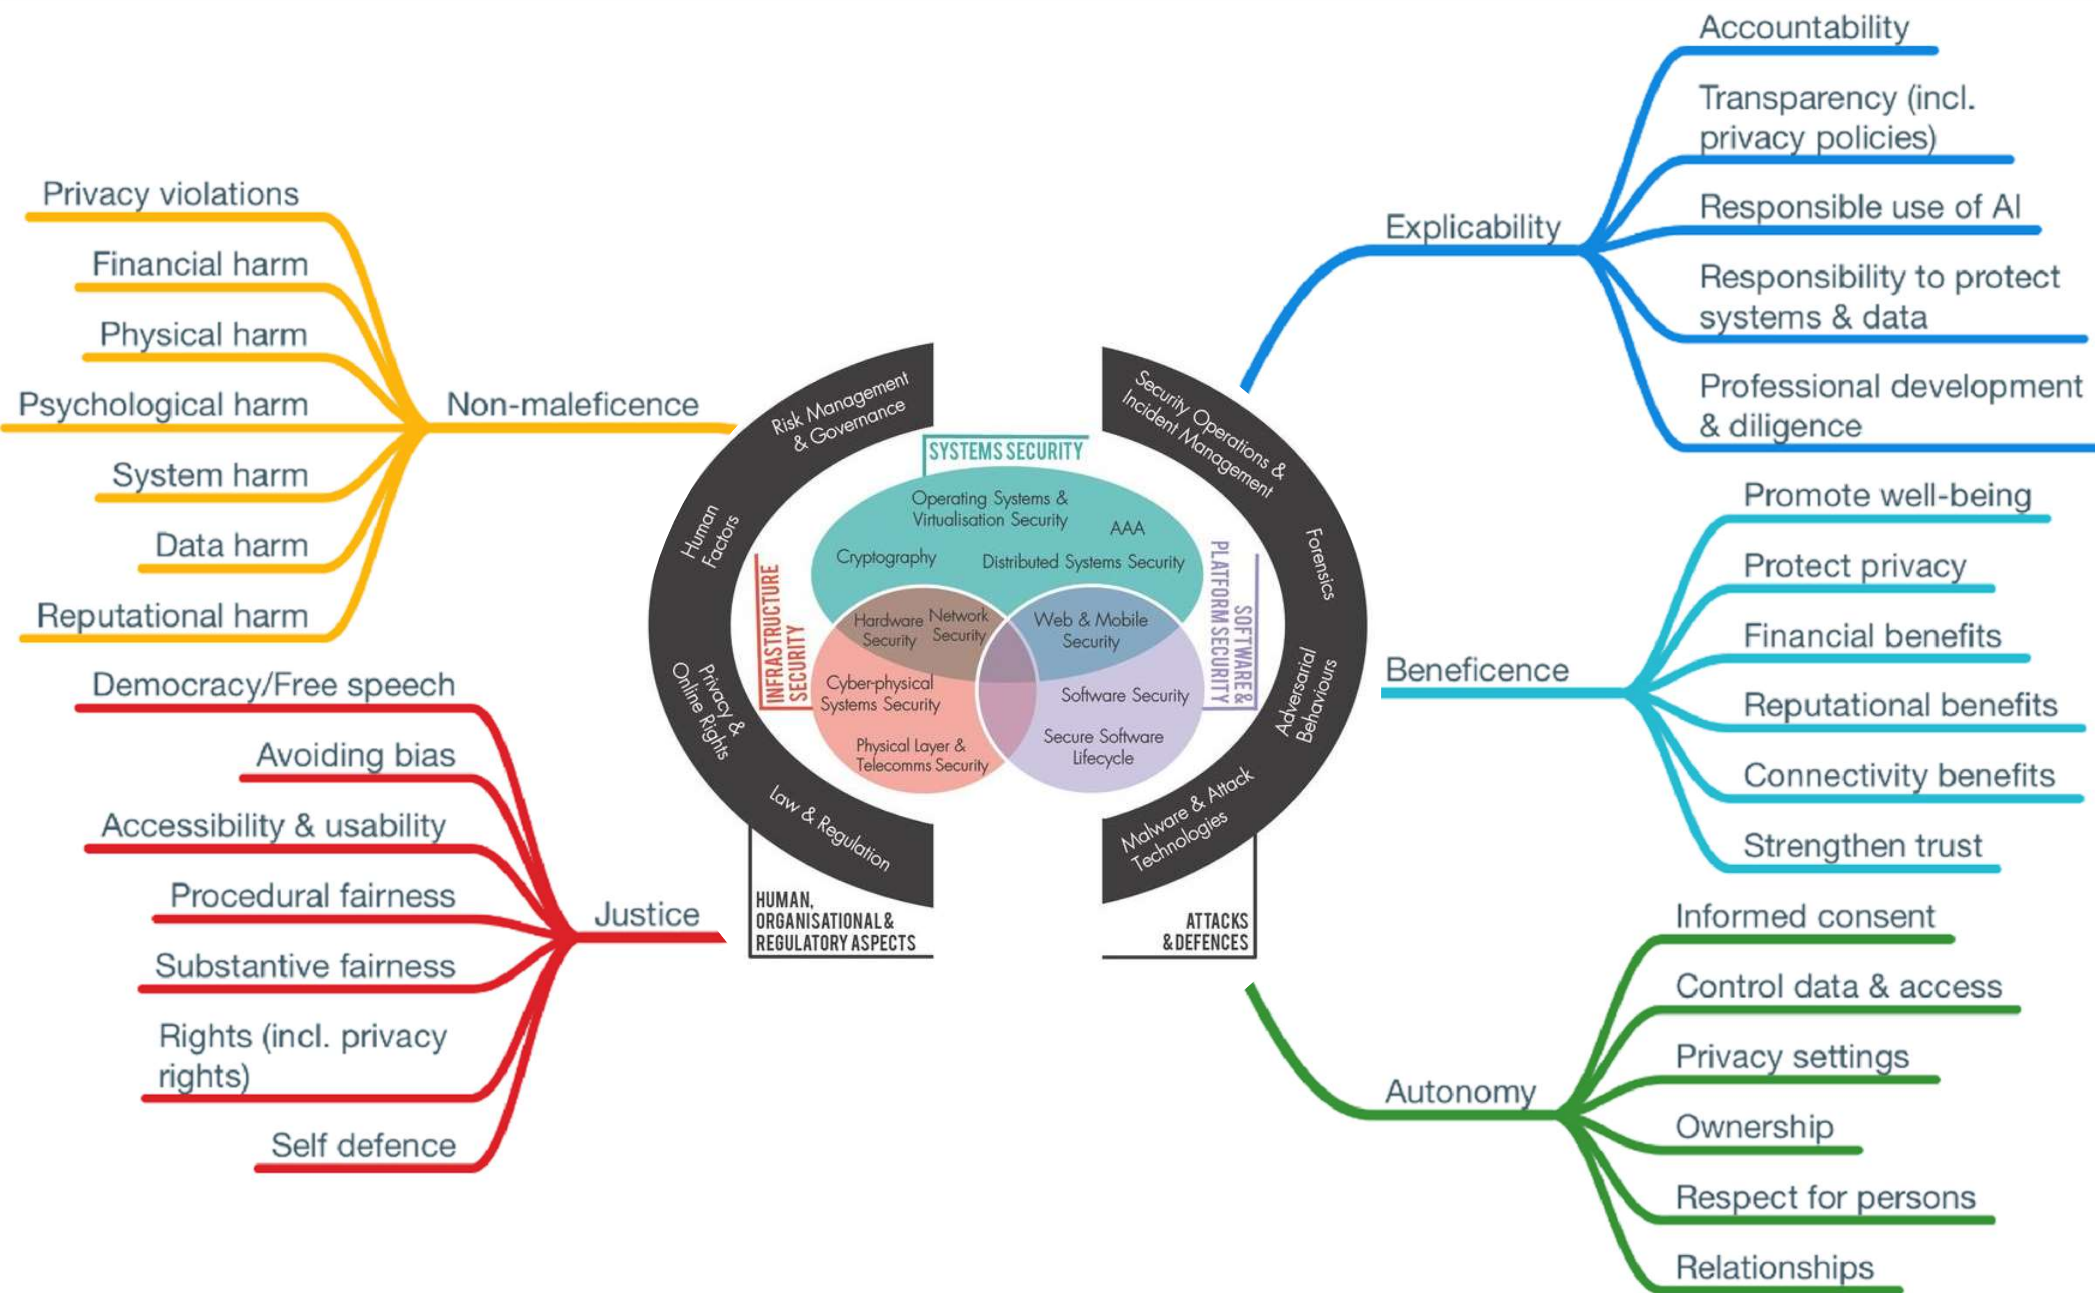 Privacy violations
Financial harm
Physical harm
Psychological harm
System harm
Data harm
Reputational harm
Non-maleficence
Democracy/Free speech
Avoiding bias
Accessibility & usability
Procedural fairness
Substantive fairness
Rights (incl. privacy
rights)
Self defence
Justice
Risk Management
& Governance
Human
Factors
Privacy &
Online Rights
Law & Regulation
HUMAN,
ORGANISATIONAL &
REGULATORY ASPECTS
SYSTEMS SECURITY
Operating Systems &
Virtualisation Security
AAA
Cryptography
Distributed Systems Security
INFRASTRUCTURE
SECURITY
Hardware
Security
Network
Security
Web & Mobile
Security
Cyber-physical
Systems Security
Physical Layer &
Telecomms Security
Software Security
Secure Software
Lifecycle
SOFTWARE &
PLATFORM SECURITY
Security Operations &
Incident Management
Forensics
Adversarial
Behaviours
Malware & Attack
Technologies
ATTACKS
& DEFENCES
Explicability
Accountability
Transparency (incl.
privacy policies)
Responsible use of AI
Responsibility to protect
systems & data
Professional development
& diligence
Beneficence
Promote well-being
Protect privacy
Financial benefits
Reputational benefits
Connectivity benefits
Strengthen trust
Autonomy
Informed consent
Control data & access
Privacy settings
Ownership
Respect for persons
Relationships